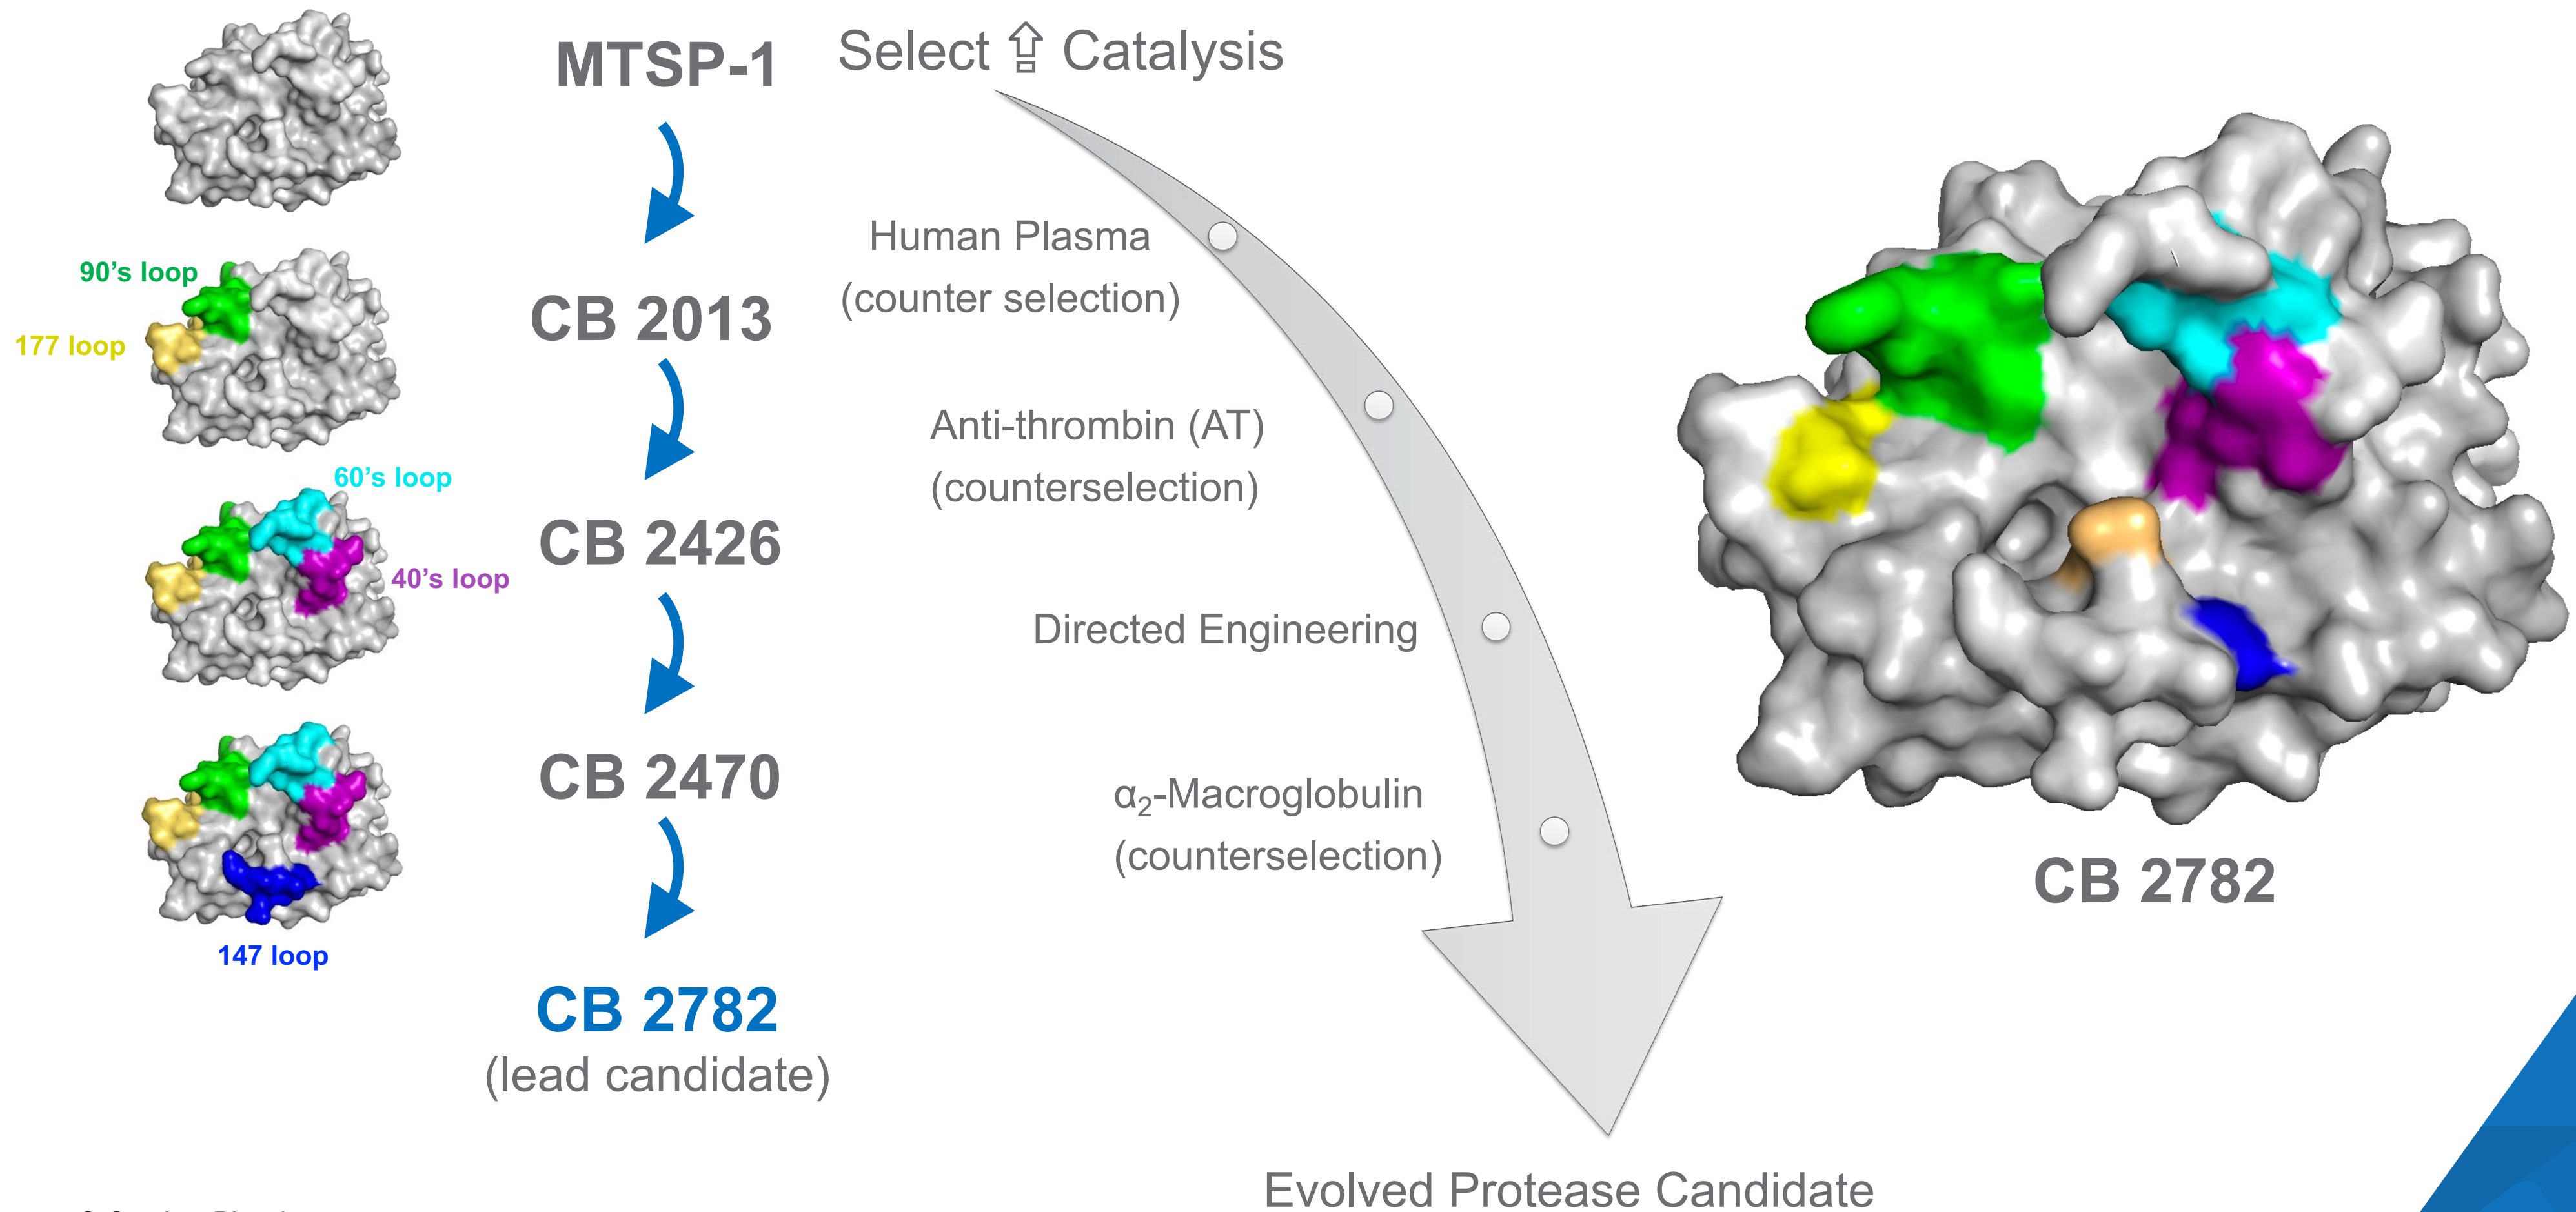 MTSP-1
Select ⇧ Catalysis
Human Plasma
(counter selection)
90's loop
177 loop
CB 2013
Anti-thrombin (AT)
(counterselection)
60's loop
40's loop
CB 2426
Directed Engineering
CB 2470
α₂-Macroglobulin
(counterselection)
147 loop
CB 2782
(lead candidate)
CB 2782
Evolved Protease Candidate